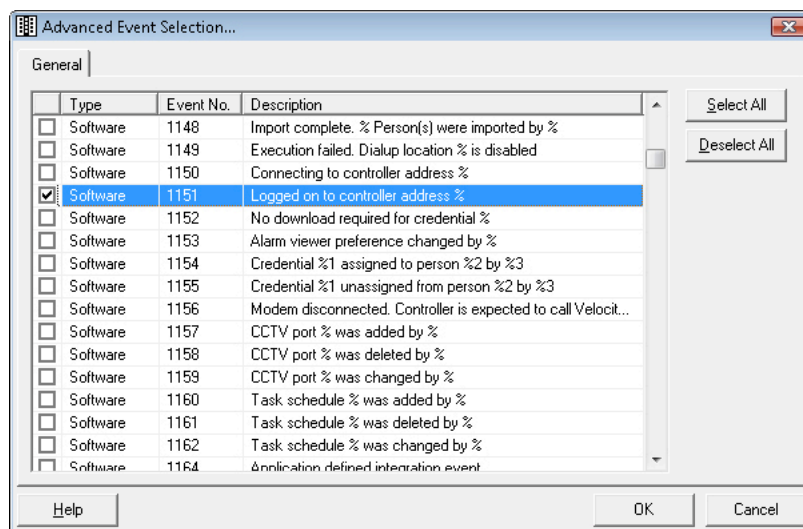 Advanced Event Selection...
General
Type Event No. Description
Software 1148 Import complete. % Person(s) were imported by %
Software 1149 Execution failed. Dialup location % is disabled
Software 1150 Connecting to controller address %
Software 1151 Logged on to controller address %
Software 1152 No download required for credential %
Software 1153 Alarm viewer preference changed by %
Software 1154 Credential %1 assigned to person %2 by %3
Software 1155 Credential %1 unassigned from person %2 by %3
Software 1156 Modem disconnected. Controller is expected to call Velocit...
Software 1157 CCTV port % was added by %
Software 1158 CCTV port % was deleted by %
Software 1159 CCTV port % was changed by %
Software 1160 Task schedule % was added by %
Software 1161 Task schedule % was deleted by %
Software 1162 Task schedule % was changed by %
Software 1164 Application defined integration event
Select All
Deselect All
Help OK Cancel